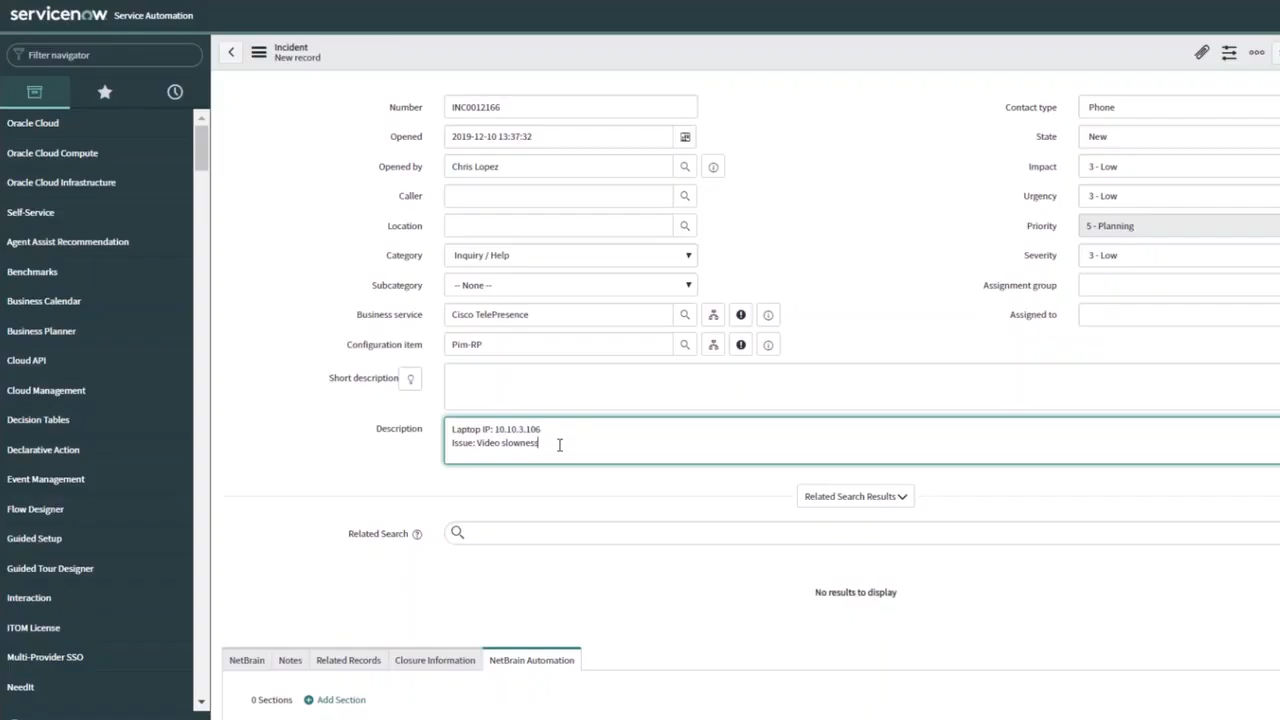 servicenow Service Automation
Filter navigator
Oracle Cloud
Oracle Cloud Compute
Oracle Cloud Infrastructure
Self-Service
Agent Assist Recommendation
Benchmarks
Business Calendar
Business Planner
Cloud API
Cloud Management
Decision Tables
Declarative Action
Event Management
Flow Designer
Guided Setup
Guided Tour Designer
Interaction
ITOM License
Multi-Provider SSO
NeedIt
Incident
New record
Number INC0012166
Opened 2019-12-10 13:37:32
Opened by Chris Lopez
Caller
Location
Category Inquiry / Help
Subcategory -- None --
Business service Cisco TelePresence
Configuration item Pim-RP
Contact type Phone
State New
Impact 3 - Low
Urgency 3 - Low
Priority 5 - Planning
Severity 3 - Low
Assignment group
Assigned to
Short description
Description Laptop IP: 10.10.3.106
Issue: Video slowness
Related Search Results
Related Search
No results to display
NetBrain Notes Related Records Closure Information NetBrain Automation
0 Sections Add Section